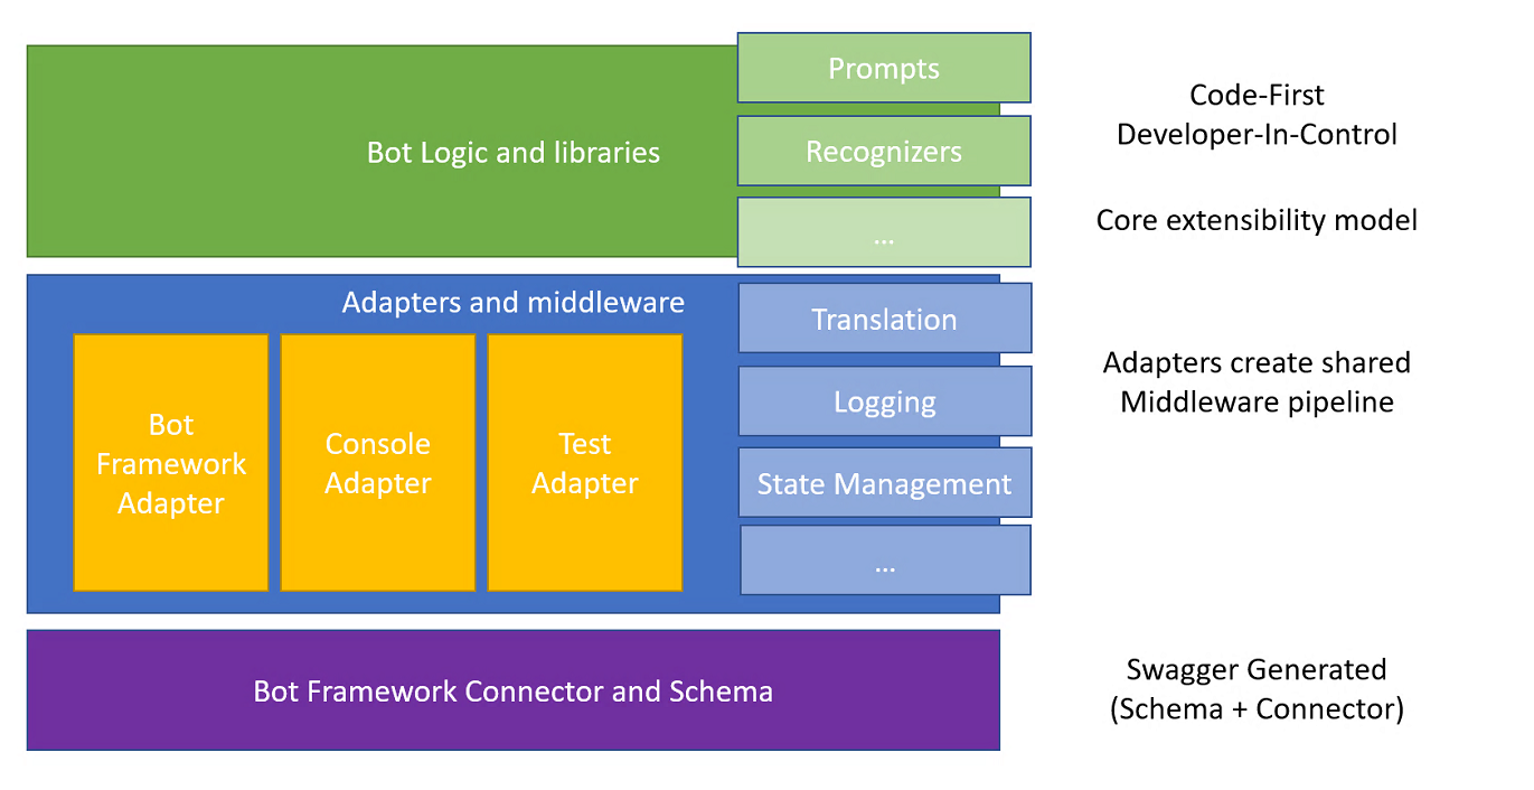 Prompts
Code-First
Developer-In-Control
Bot Logic and libraries
Recognizers
Core extensibility model
...
Adapters and middleware
Translation
Adapters create shared
Middleware pipeline
Logging
Bot
Framework
Adapter
Console
Adapter
Test
Adapter
State Management
...
Bot Framework Connector and Schema
Swagger Generated
(Schema + Connector)